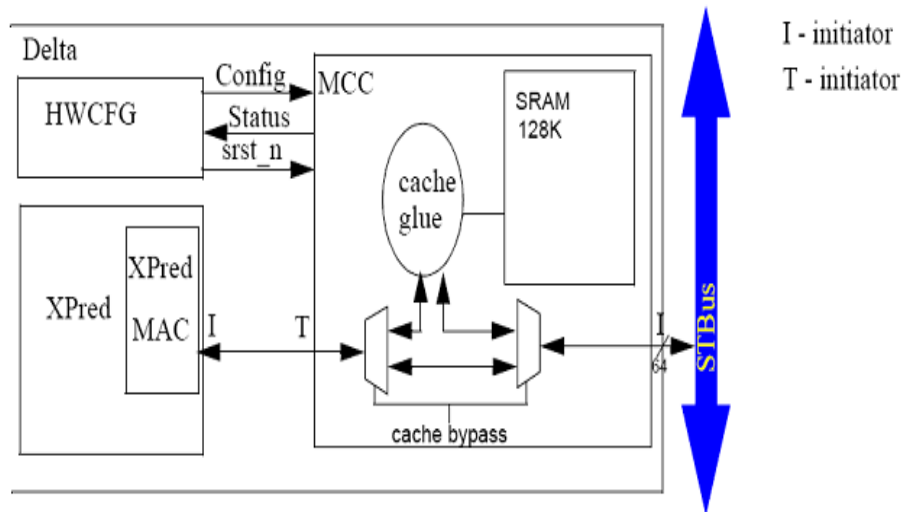 Delta
HWCFG
Config
Status
srst_n
MCC
SRAM
128K
cache
glue
XPred
XPred
MAC
I
T
cache bypass
I
64
STBus
I - initiator
T - initiator